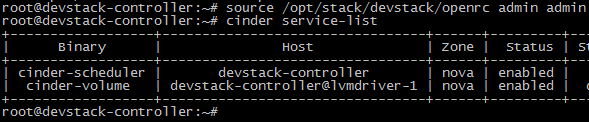 root@devstack-controller:~# source /opt/stack/devstack/openrc admin admin
root@devstack-controller:~# cinder service-list
+------------------+-------------------------------+------+---------+---
| Binary | Host | Zone | Status | St
+------------------+-------------------------------+------+---------+---
| cinder-scheduler | devstack-controller | nova | enabled |
| cinder-volume | devstack-controller@lvmdriver-1 | nova | enabled |
+------------------+-------------------------------+------+---------+---
root@devstack-controller:~#